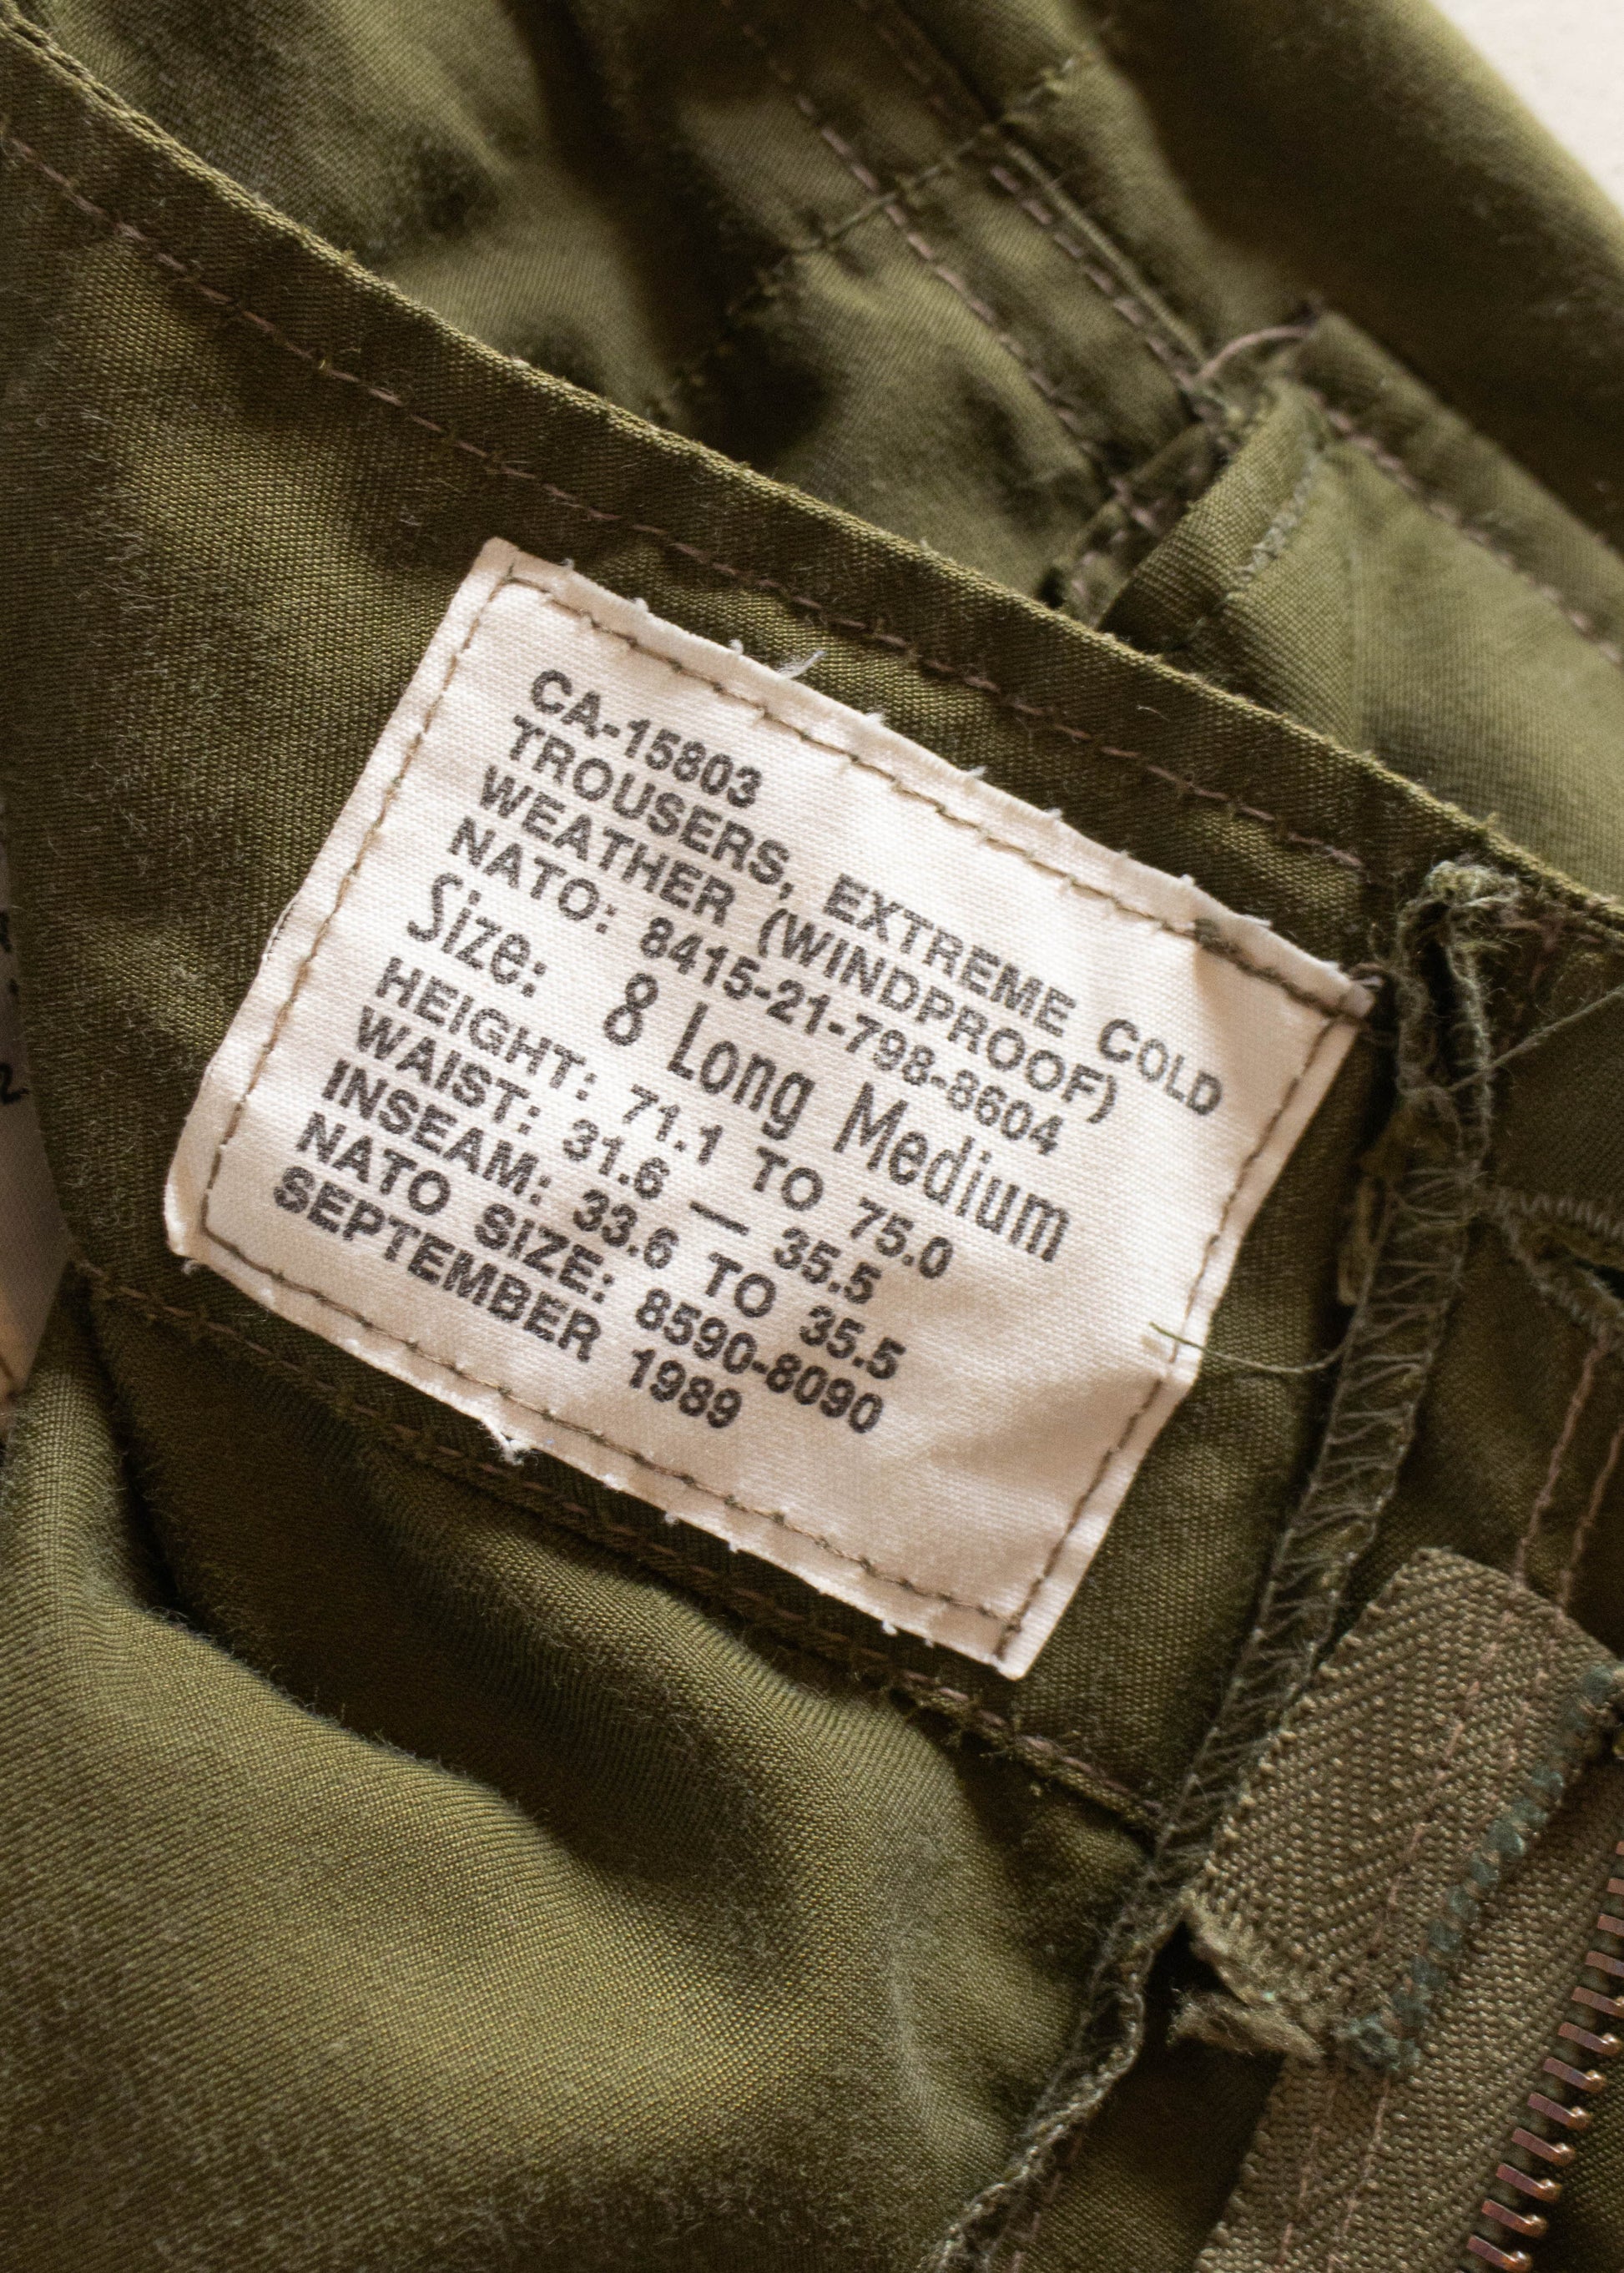 CA-15803
TROUSERS, EXTREME COLD
WEATHER (WINDPROOF)
NATO: 8415-21-798-8604
Size: 8 Long Medium
HEIGHT: 71.1 TO 75.0
WAIST: 31.6 — 35.5
INSEAM: 33.6 TO 35.5
NATO SIZE: 8590-8090
SEPTEMBER 1989